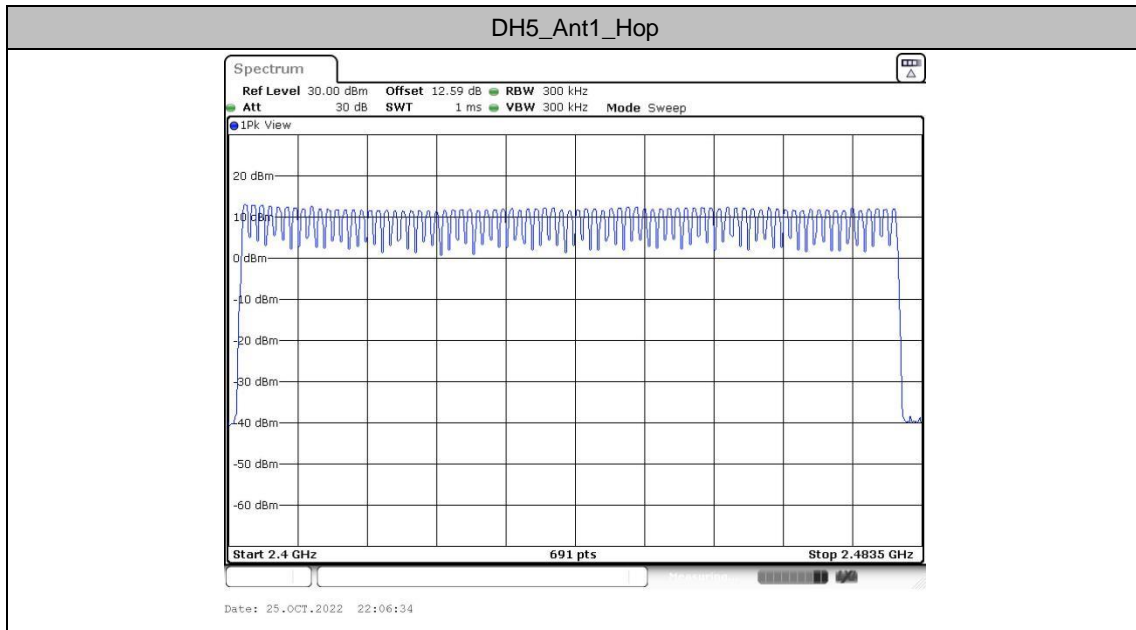 DH5_Ant1_Hop
Spectrum
Ref Level 30.00 dBm Offset 12.59 dB RBW 300 kHz
Att 30 dB SWT 1 ms VBW 300 kHz Mode Sweep
1Pk View
20 dBm
10 dBm
0 dBm
-10 dBm
-20 dBm
-30 dBm
-40 dBm
-50 dBm
-60 dBm
Start 2.4 GHz 691 pts Stop 2.4835 GHz
Measuring
Date: 25.OCT.2022 22:06:34